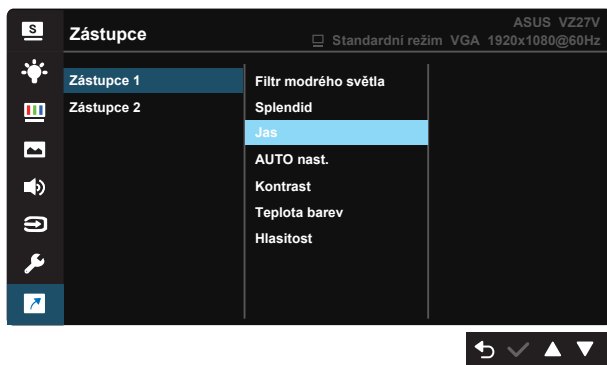 S
Zástupce
ASUS VZ27V
Standardní režim VGA 1920x1080@60Hz
Zástupce 1
Zástupce 2
Filtr modrého světla
Splendid
Jas
AUTO nast.
Kontrast
Teplota barev
Hlasitost